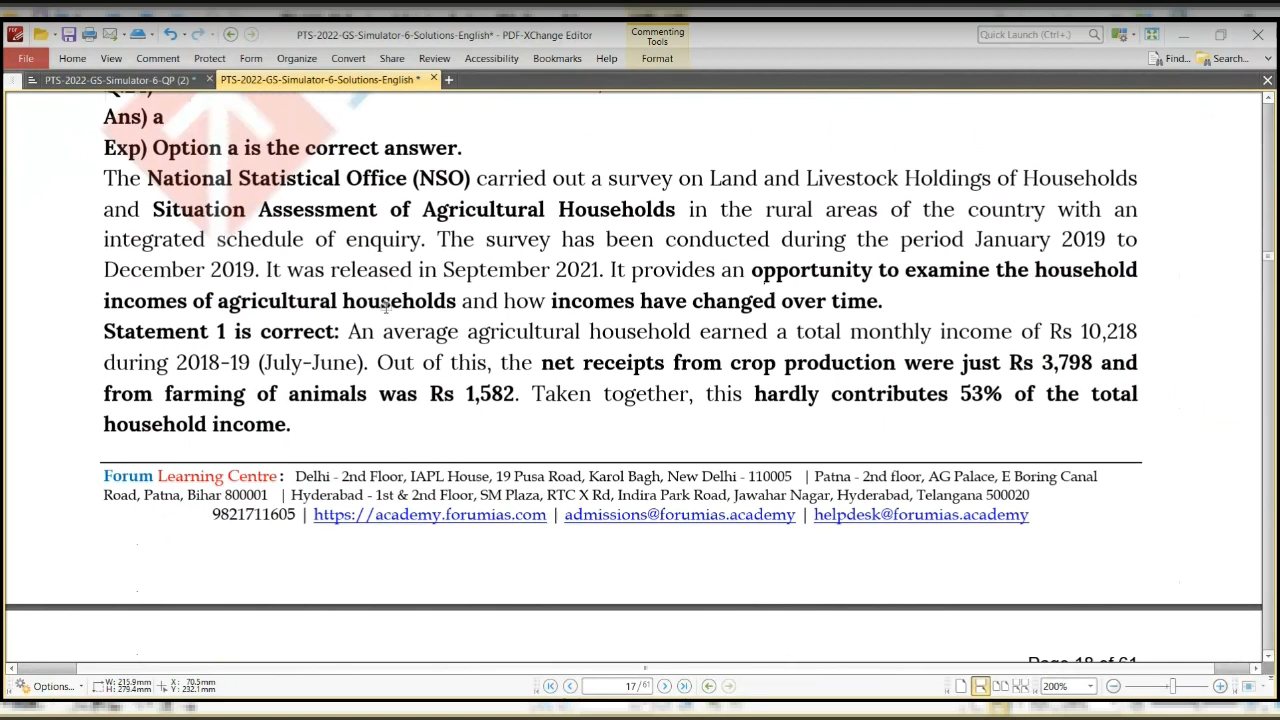 PTS-2022-GS-Simulator-6-Solutions-English* - PDF-XChange Editor
Commenting Tools
Quick Launch (Ctrl+.)
File Home View Comment Protect Form Organize Convert Share Review Accessibility Bookmarks Help Format Find... Search...
PTS-2022-GS-Simulator-6-QP (2) * PTS-2022-GS-Simulator-6-Solutions-English *
Ans) a
Exp) Option a is the correct answer.
The National Statistical Office (NSO) carried out a survey on Land and Livestock Holdings of Households
and Situation Assessment of Agricultural Households in the rural areas of the country with an
integrated schedule of enquiry. The survey has been conducted during the period January 2019 to
December 2019. It was released in September 2021. It provides an opportunity to examine the household
incomes of agricultural households and how incomes have changed over time.
Statement 1 is correct: An average agricultural household earned a total monthly income of Rs 10,218
during 2018-19 (July-June). Out of this, the net receipts from crop production were just Rs 3,798 and
from farming of animals was Rs 1,582. Taken together, this hardly contributes 53% of the total
household income.
Forum Learning Centre : Delhi - 2nd Floor, IAPL House, 19 Pusa Road, Karol Bagh, New Delhi - 110005 | Patna - 2nd floor, AG Palace, E Boring Canal
Road, Patna, Bihar 800001 | Hyderabad - 1st & 2nd Floor, SM Plaza, RTC X Rd, Indira Park Road, Jawahar Nagar, Hyderabad, Telangana 500020
9821711605 | https://academy.forumias.com | admissions@forumias.academy | helpdesk@forumias.academy
Page 18 of 61
Options... W: 215.9mm X: 70.5mm 17 / 61 200%
H: 279.4mm Y: 232.1mm